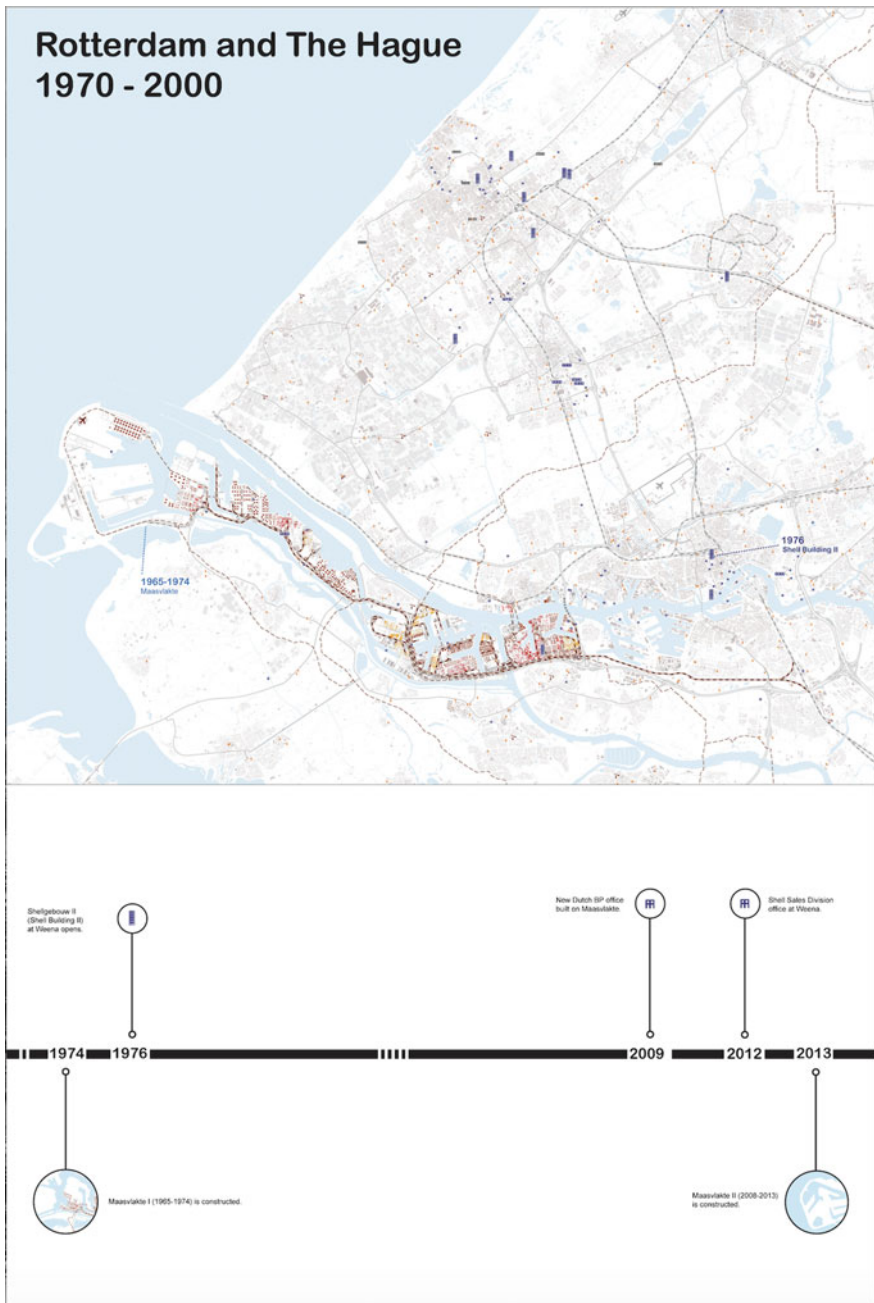 Rotterdam and The Hague
1970 - 2000
1976
Shell Building II
1965-1974
Maasvlakte
Shellgebouw II
(Shell Building II)
at Weena opens.
New Dutch BP office
built on Maasvlakte.
Shell Sales Division
office at Weena.
1974
1976
2009
2012
2013
Maasvlakte I (1965-1974) is constructed.
Maasvlakte II (2008-2013)
is constructed.